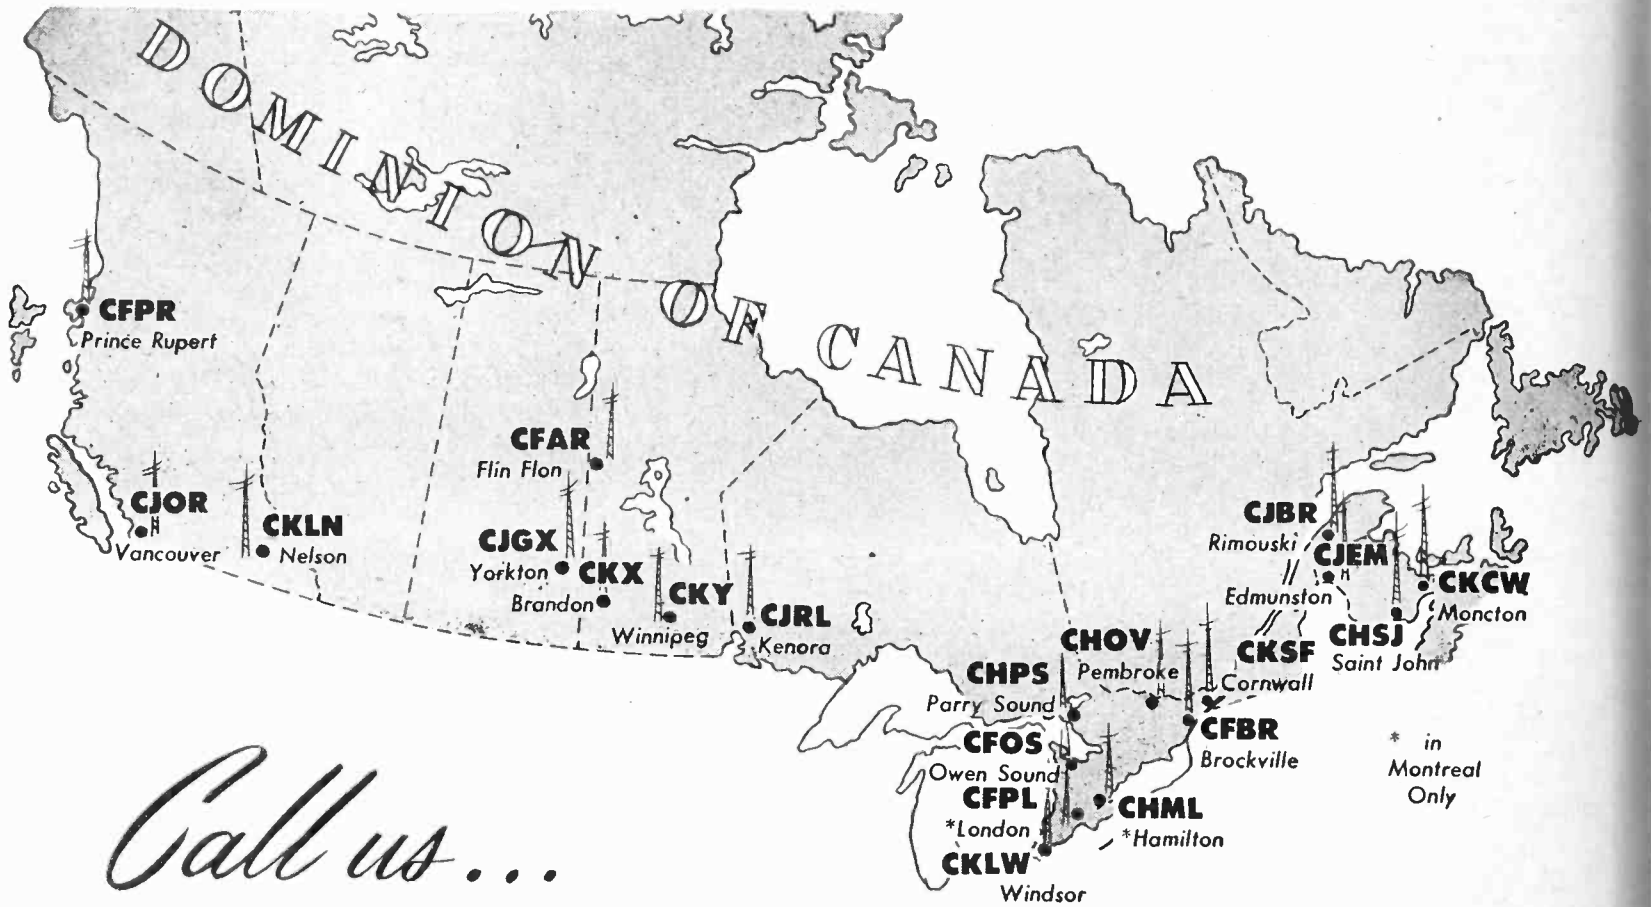 DOMINION OF CANADA
CFPR
Prince Rupert
CJOR
Vancouver
CKLN
Nelson
CFAR
Flin Flon
CJGX
Yorkton
CKX
Brandon
CKY
Winnipeg
CJRL
Kenora
CHOV
Pembroke
CHPS
Parry Sound
CFOS
Owen Sound
CFPL
*London
CKLW
Windsor
CHML
*Hamilton
CFBR
Brockville
CKSF
Cornwall
CJBR
Rimouski
CJEM
Edmunston
CHSJ
Saint John
CKCW
Moncton
* in
Montreal
Only
Call us...